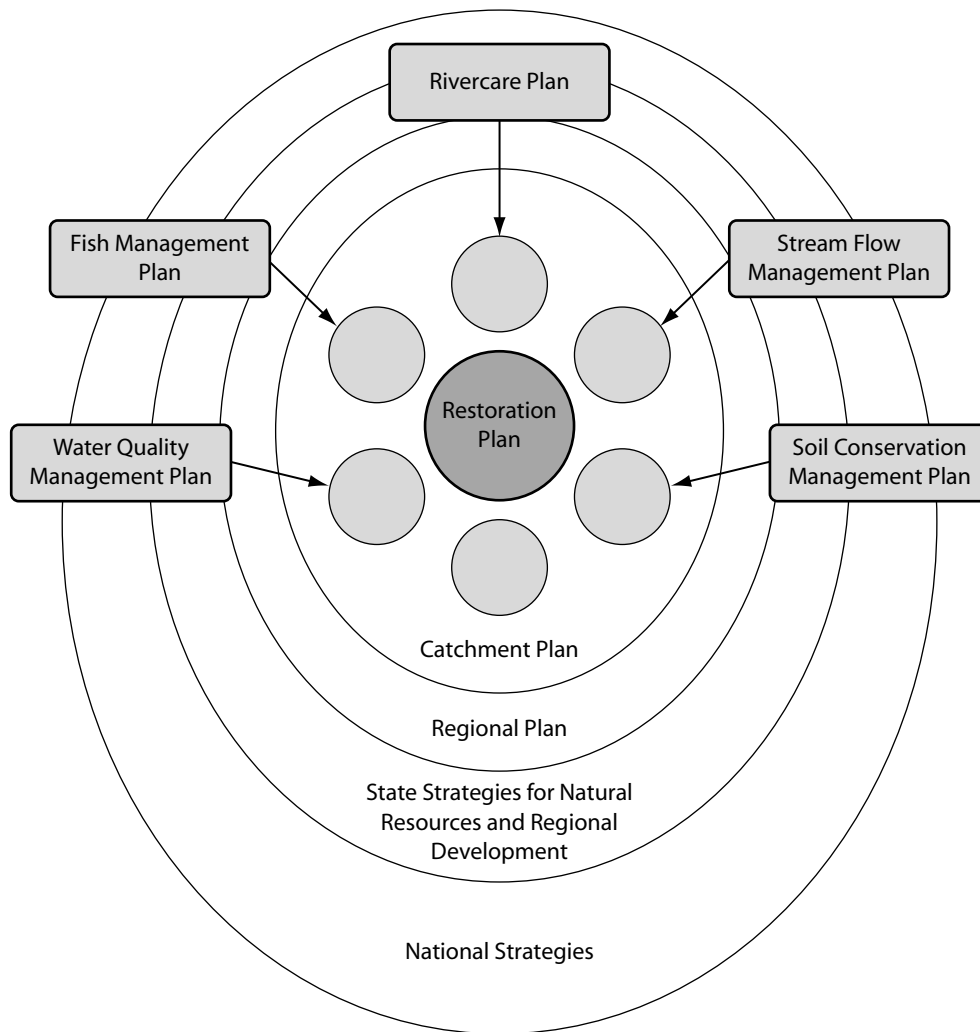 Rivercare Plan
Fish Management
Plan
Stream Flow
Management Plan
Restoration
Plan
Water Quality
Management Plan
Soil Conservation
Management Plan
Catchment Plan
Regional Plan
State Strategies for Natural
Resources and Regional
Development
National Strategies